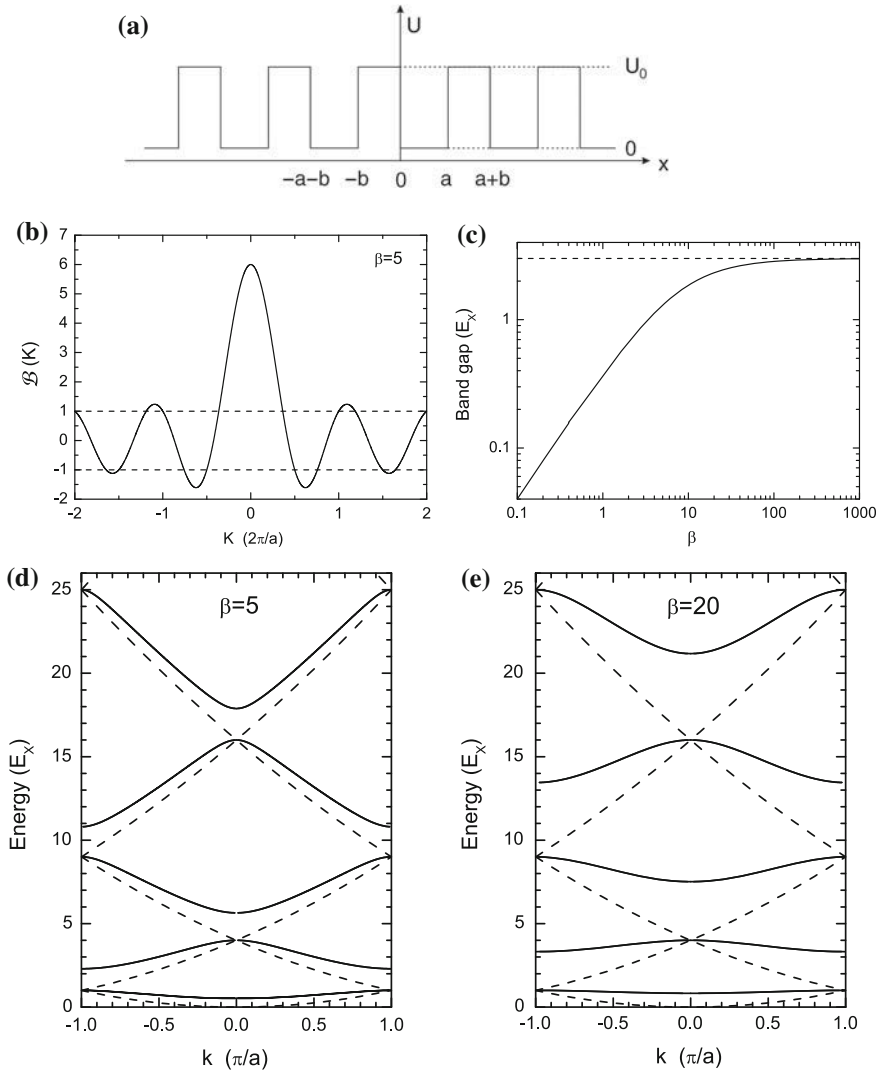 (a)
U
U₀
0
−a−b −b 0 a a+b x
(b)
7
6
5
4
3
2
1
0
-1
-2
β=5
ℬ (K)
-2 -1 0 1 2
K (2π/a)
(c)
1
0.1
Band gap (Eₓ)
0.1 1 10 100 1000
β
(d)
25
20
15
10
5
0
β=5
Energy (Eₓ)
-1.0 -0.5 0.0 0.5 1.0
k (π/a)
(e)
25
20
15
10
5
0
β=20
Energy (Eₓ)
-1.0 -0.5 0.0 0.5 1.0
k (π/a)